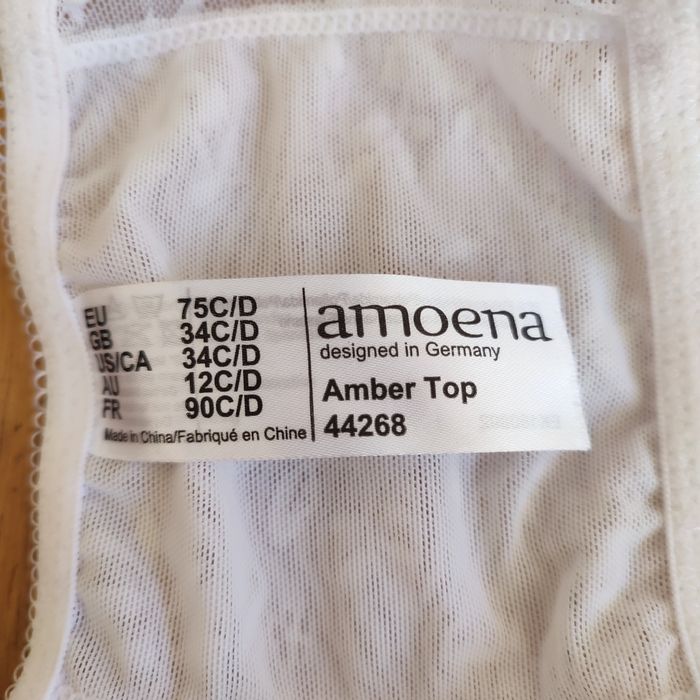 EU 75C/D
GB 34C/D
US/CA 34C/D
AU 12C/D
FR 90C/D
Made in China/Fabriqué en Chine
amoena
designed in Germany
Amber Top
44268